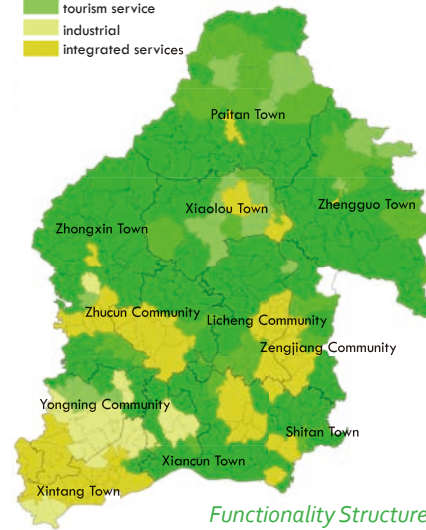 tourism service
industrial
integrated services
Paitan Town
Xiaolou Town
Zhengguo Town
Zhongxin Town
Zhucun Community
Licheng Community
Zengjiang Community
Yongning Community
Shitan Town
Xiancun Town
Xintang Town
Functionality Structure